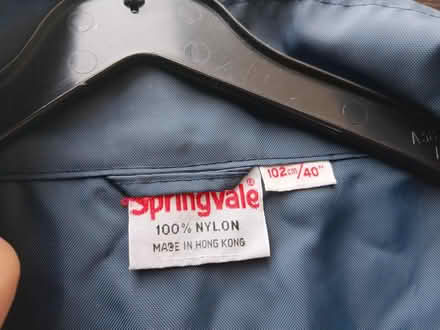 Springvale®
102cm/40"
100% NYLON
MADE IN HONG KONG